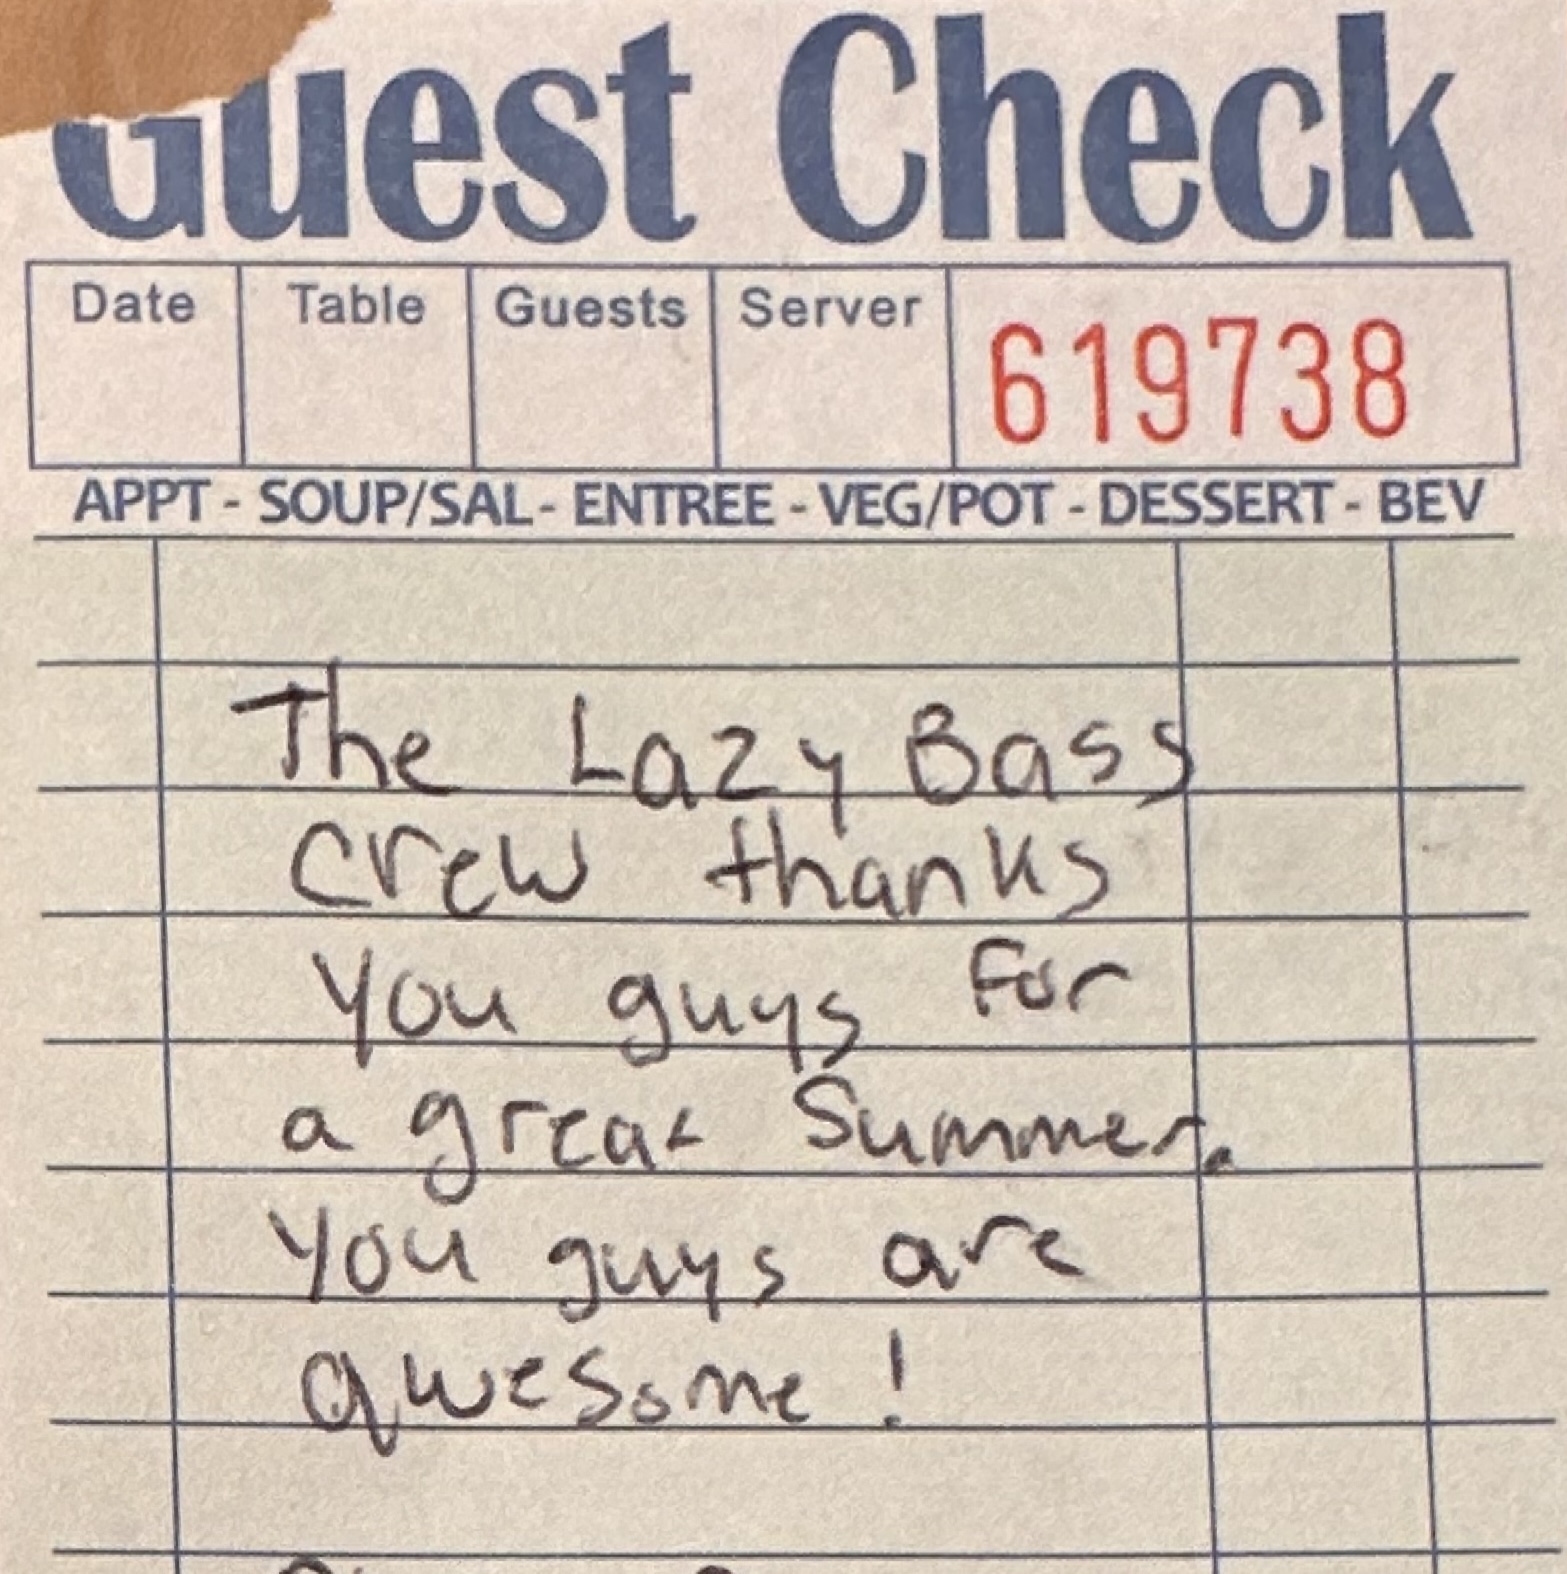 Guest Check
Date Table Guests Server 619738
APPT - SOUP/SAL - ENTREE - VEG/POT - DESSERT - BEV
The Lazy Bass
crew thanks
you guys for
a great Summer.
you guys are
awesome!